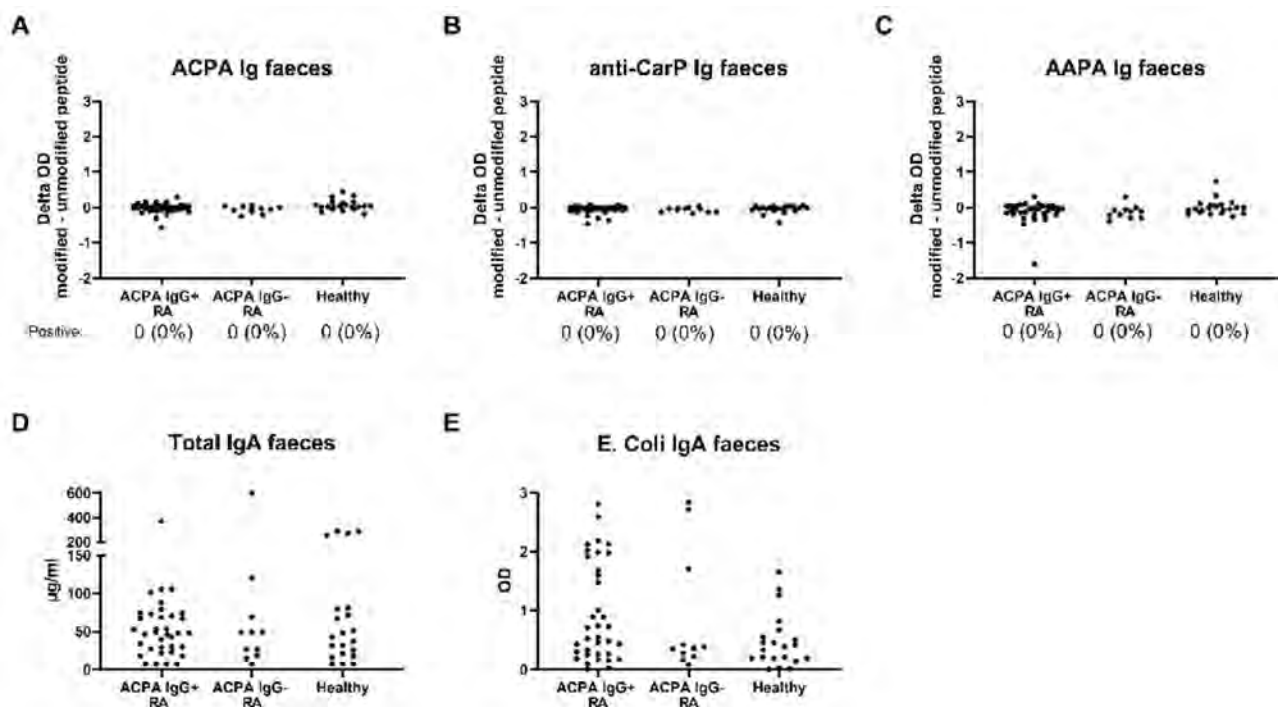 A
ACPA Ig faeces
Delta OD
modified - unmodified peptide
3
2
1
0
-1
-2
ACPA IgG+
RA
ACPA IgG-
RA
Healthy
Positive:
0 (0%)
0 (0%)
0 (0%)
B
anti-CarP Ig faeces
Delta OD
modified - unmodified peptide
3
2
1
0
-1
-2
ACPA IgG+
RA
ACPA IgG-
RA
Healthy
0 (0%)
0 (0%)
0 (0%)
C
AAPA Ig faeces
Delta OD
modified - unmodified peptide
3
2
1
0
-1
-2
ACPA IgG+
RA
ACPA IgG-
RA
Healthy
0 (0%)
0 (0%)
0 (0%)
D
Total IgA faeces
µg/ml
600
400
200
150
100
50
0
ACPA IgG+
RA
ACPA IgG-
RA
Healthy
E
E. Coli IgA faeces
OD
3
2
1
0
ACPA IgG+
RA
ACPA IgG-
RA
Healthy